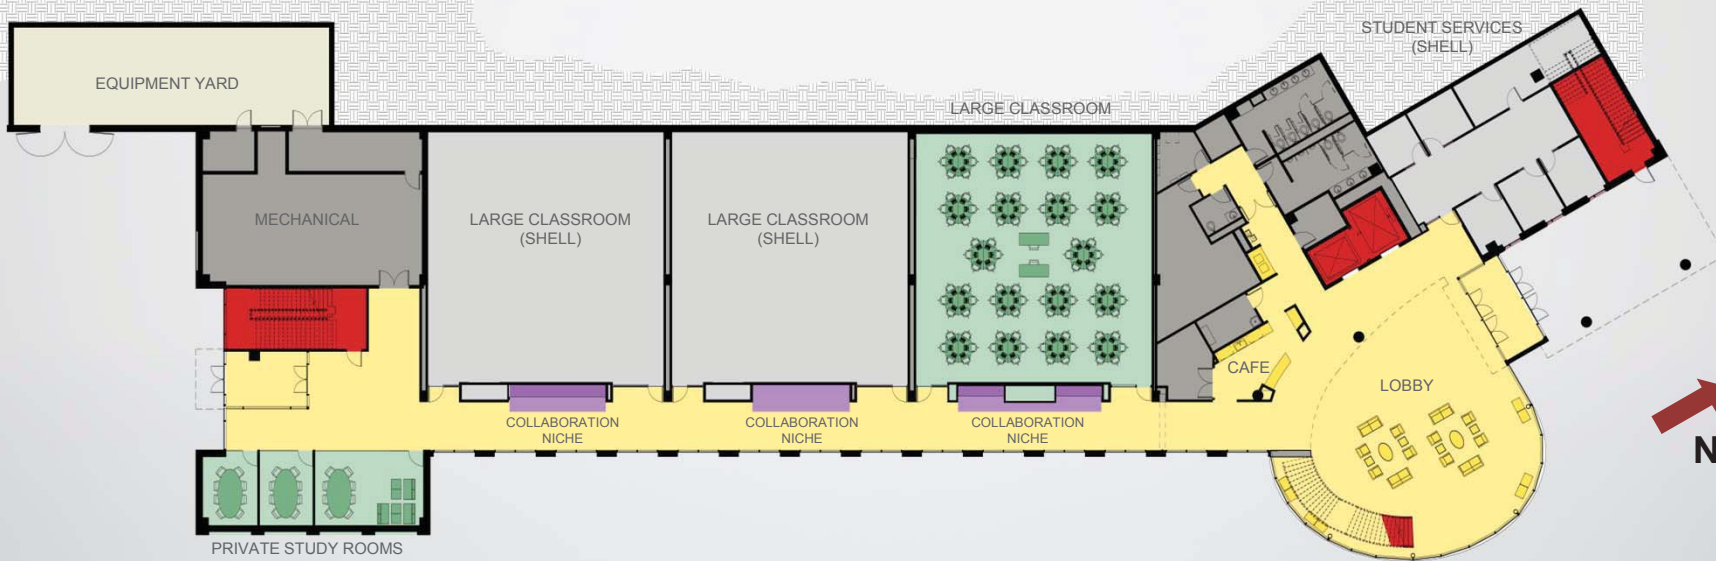 STUDENT SERVICES
(SHELL)
EQUIPMENT YARD
LARGE CLASSROOM
MECHANICAL
LARGE CLASSROOM
(SHELL)
LARGE CLASSROOM
(SHELL)
CAFE
LOBBY
COLLABORATION
NICHE
COLLABORATION
NICHE
COLLABORATION
NICHE
N
PRIVATE STUDY ROOMS